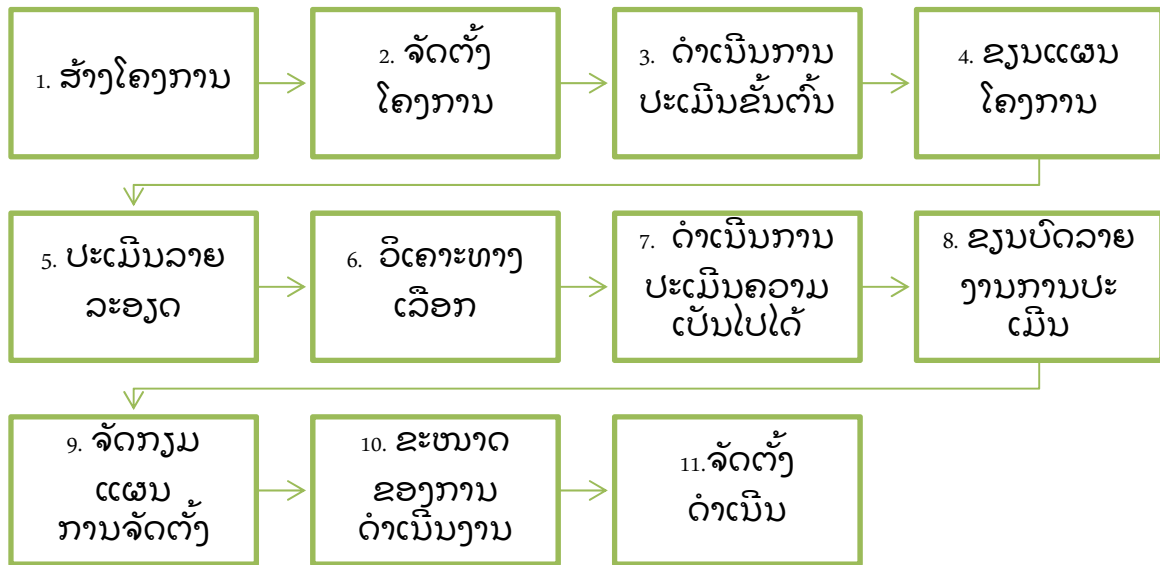 1. ສ້າງໂຄງການ
2. ຈັດຕັ້ງ
ໂຄງການ
3. ດຳເນີນການ
ປະເມີນຂັ້ນຕົ້ນ
4. ຂຽນແຜນ
ໂຄງການ
5. ປະເມີນລາຍ
ລະອຽດ
6. ວິເຄາະທາງ
ເລືອກ
7. ດຳເນີນການ
ປະເມີນຄວາມ
ເປັນໄປໄດ້
8. ຂຽນບົດລາຍ
ງານການປະ
ເມີນ
9. ຈັດກຽມ
ແຜນ
ການຈັດຕັ້ງ
10. ຂະໜາດ
ຂອງການ
ດຳເນີນງານ
11.ຈັດຕັ້ງ
ດຳເນີນ